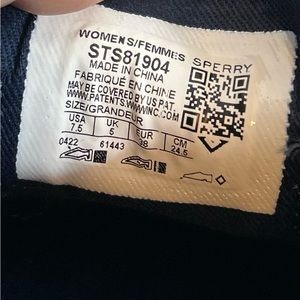 WOMENS/FEMMES
SPERRY
STS81904
MADE IN CHINA
FABRIQUÉ EN CHINE
MAY BE COVERED BY US PAT.
WWW.PATENTS.WWWINC.COM
SIZE/GRANDEUR
USA UK EUR CM
7.5 5 38 24.5
0422 61443